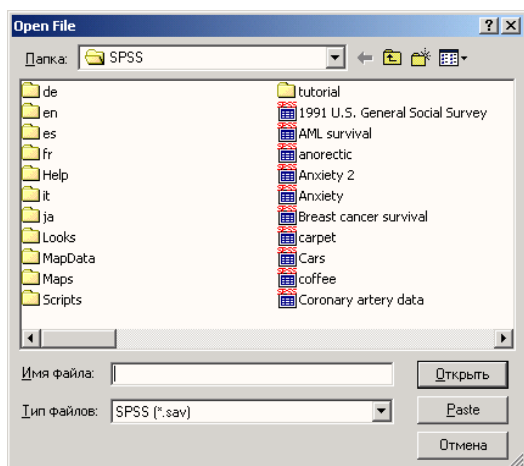 Open File
Папка: SPSS
de
en
es
fr
Help
it
ja
Looks
MapData
Maps
Scripts
tutorial
1991 U.S. General Social Survey
AML survival
anorectic
Anxiety 2
Anxiety
Breast cancer survival
carpet
Cars
coffee
Coronary artery data
Имя файла:
Открыть
Тип файлов: SPSS (*.sav)
Paste
Отмена